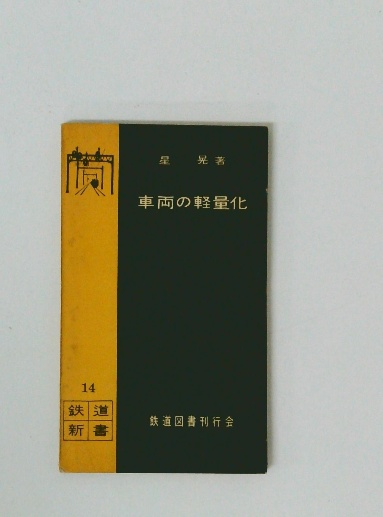 星 晃 著
車両の軽量化
14
鉄道
新書
鉄道図書刊行会